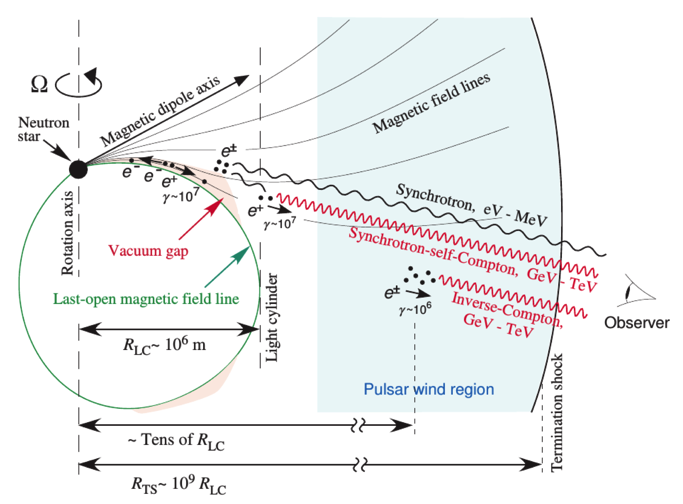 Ω
Magnetic dipole axis
Neutron
star
Magnetic field lines
e±
e- e- e+
γ~10⁷
e+
γ~10⁷
Synchrotron, eV - MeV
Synchrotron-self-Compton, GeV - TeV
Rotation axis
Vacuum gap
Last-open magnetic field line
Light cylinder
e±
γ~10⁶
Inverse-Compton,
GeV - TeV
Observer
R_LC~ 10⁶ m
Pulsar wind region
Termination shock
~ Tens of R_LC
R_TS~ 10⁹ R_LC